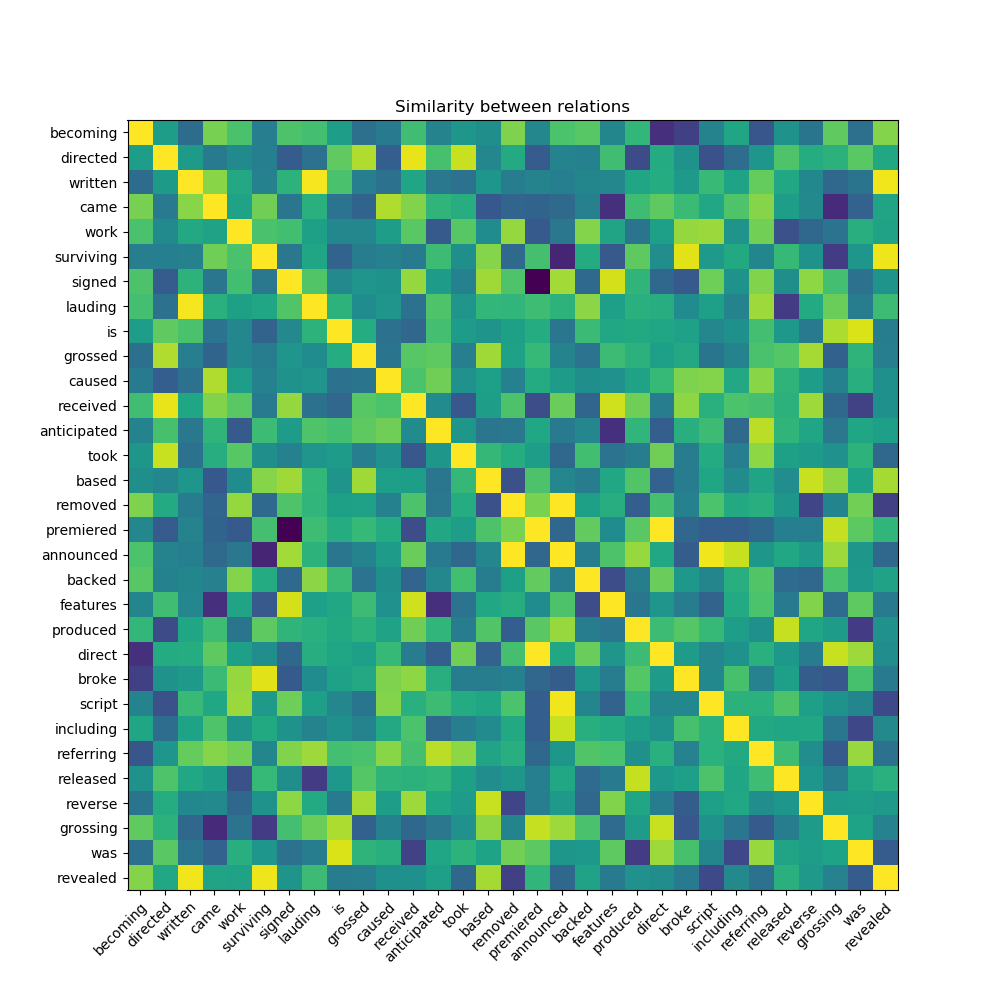 Similarity between relations
becoming
directed
written
came
work
surviving
signed
lauding
is
grossed
caused
received
anticipated
took
based
removed
premiered
announced
backed
features
produced
direct
broke
script
including
referring
released
reverse
grossing
was
revealed
becoming
directed
written
came
work
surviving
signed
lauding
is
grossed
caused
received
anticipated
took
based
removed
premiered
announced
backed
features
produced
direct
broke
script
including
referring
released
reverse
grossing
was
revealed